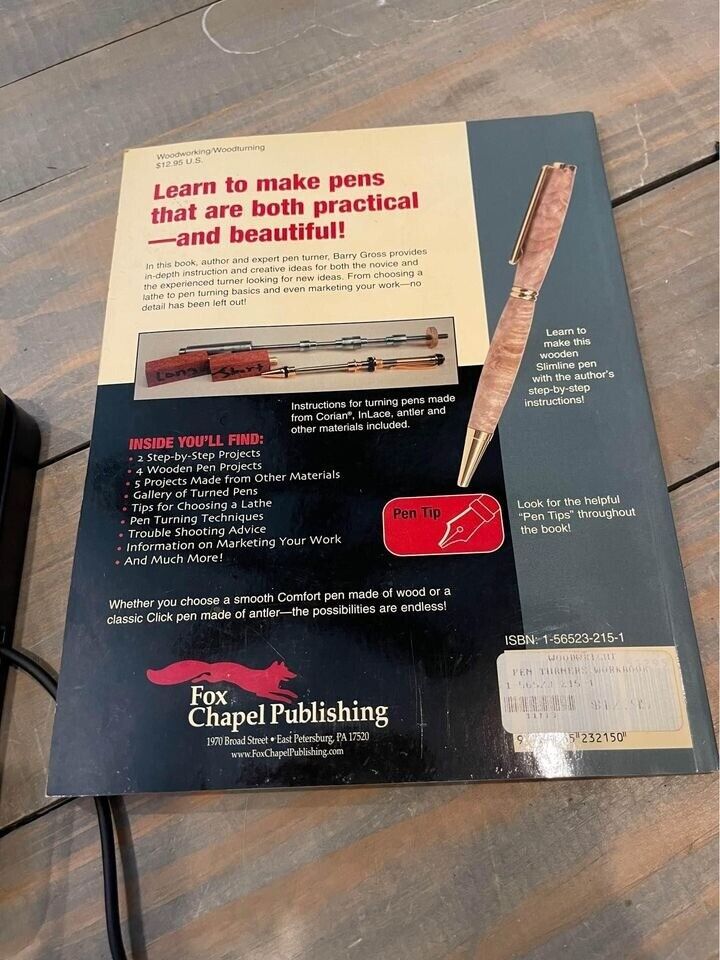 Woodworking/Woodturning
$12.95 U.S.
Learn to make pens
that are both practical
—and beautiful!
In this book, author and expert pen turner, Barry Gross provides
in-depth instruction and creative ideas for both the novice and
the experienced turner looking for new ideas. From choosing a
lathe to pen turning basics and even marketing your work—no
detail has been left out!
Long
Short
Instructions for turning pens made
from Corian®, InLace, antler and
other materials included.
Learn to
make this
wooden
Slimline pen
with the author's
step-by-step
instructions!
INSIDE YOU'LL FIND:
• 2 Step-by-Step Projects
• 4 Wooden Pen Projects
• 5 Projects Made from Other Materials
• Gallery of Turned Pens
• Tips for Choosing a Lathe
• Pen Turning Techniques
• Trouble Shooting Advice
• Information on Marketing Your Work
• And Much More!
Pen Tip
Look for the helpful
"Pen Tips" throughout
the book!
Whether you choose a smooth Comfort pen made of wood or a
classic Click pen made of antler—the possibilities are endless!
Fox
Chapel Publishing
1970 Broad Street • East Petersburg, PA 17520
www.FoxChapelPublishing.com
ISBN: 1-56523-215-1
WOODWRIGHT
PEN TURNERS WORKBOOK
1-56523-215-1
232150